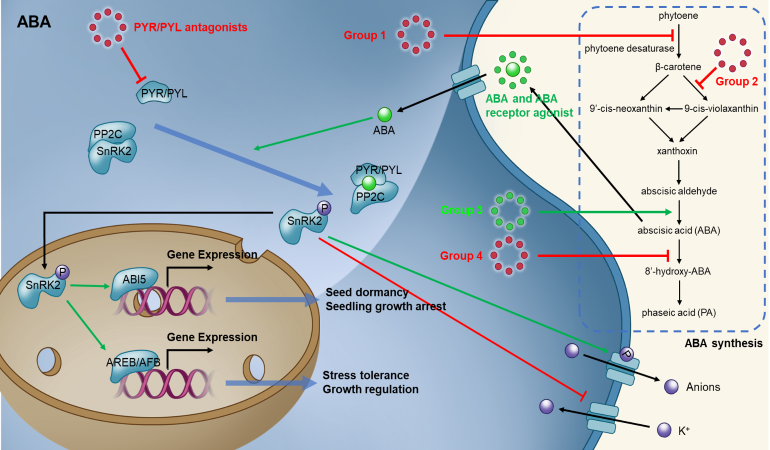 ABA
PYR/PYL antagonists
PYR/PYL
PP2C
SnRK2
Group 1
ABA and ABA
receptor agonist
ABA
PYR/PYL
PP2C
P
SnRK2
Group 3
Group 4
P
SnRK2
ABI5
Gene Expression
Seed dormancy
Seedling growth arrest
Gene Expression
AREB/AFB
Stress tolerance
Growth regulation
phytoene
phytoene desaturase
β-carotene
Group 2
9'-cis-neoxanthin
9-cis-violaxanthin
xanthoxin
abscisic aldehyde
abscisic acid (ABA)
8'-hydroxy-ABA
phaseic acid (PA)
ABA synthesis
P
Anions
K⁺